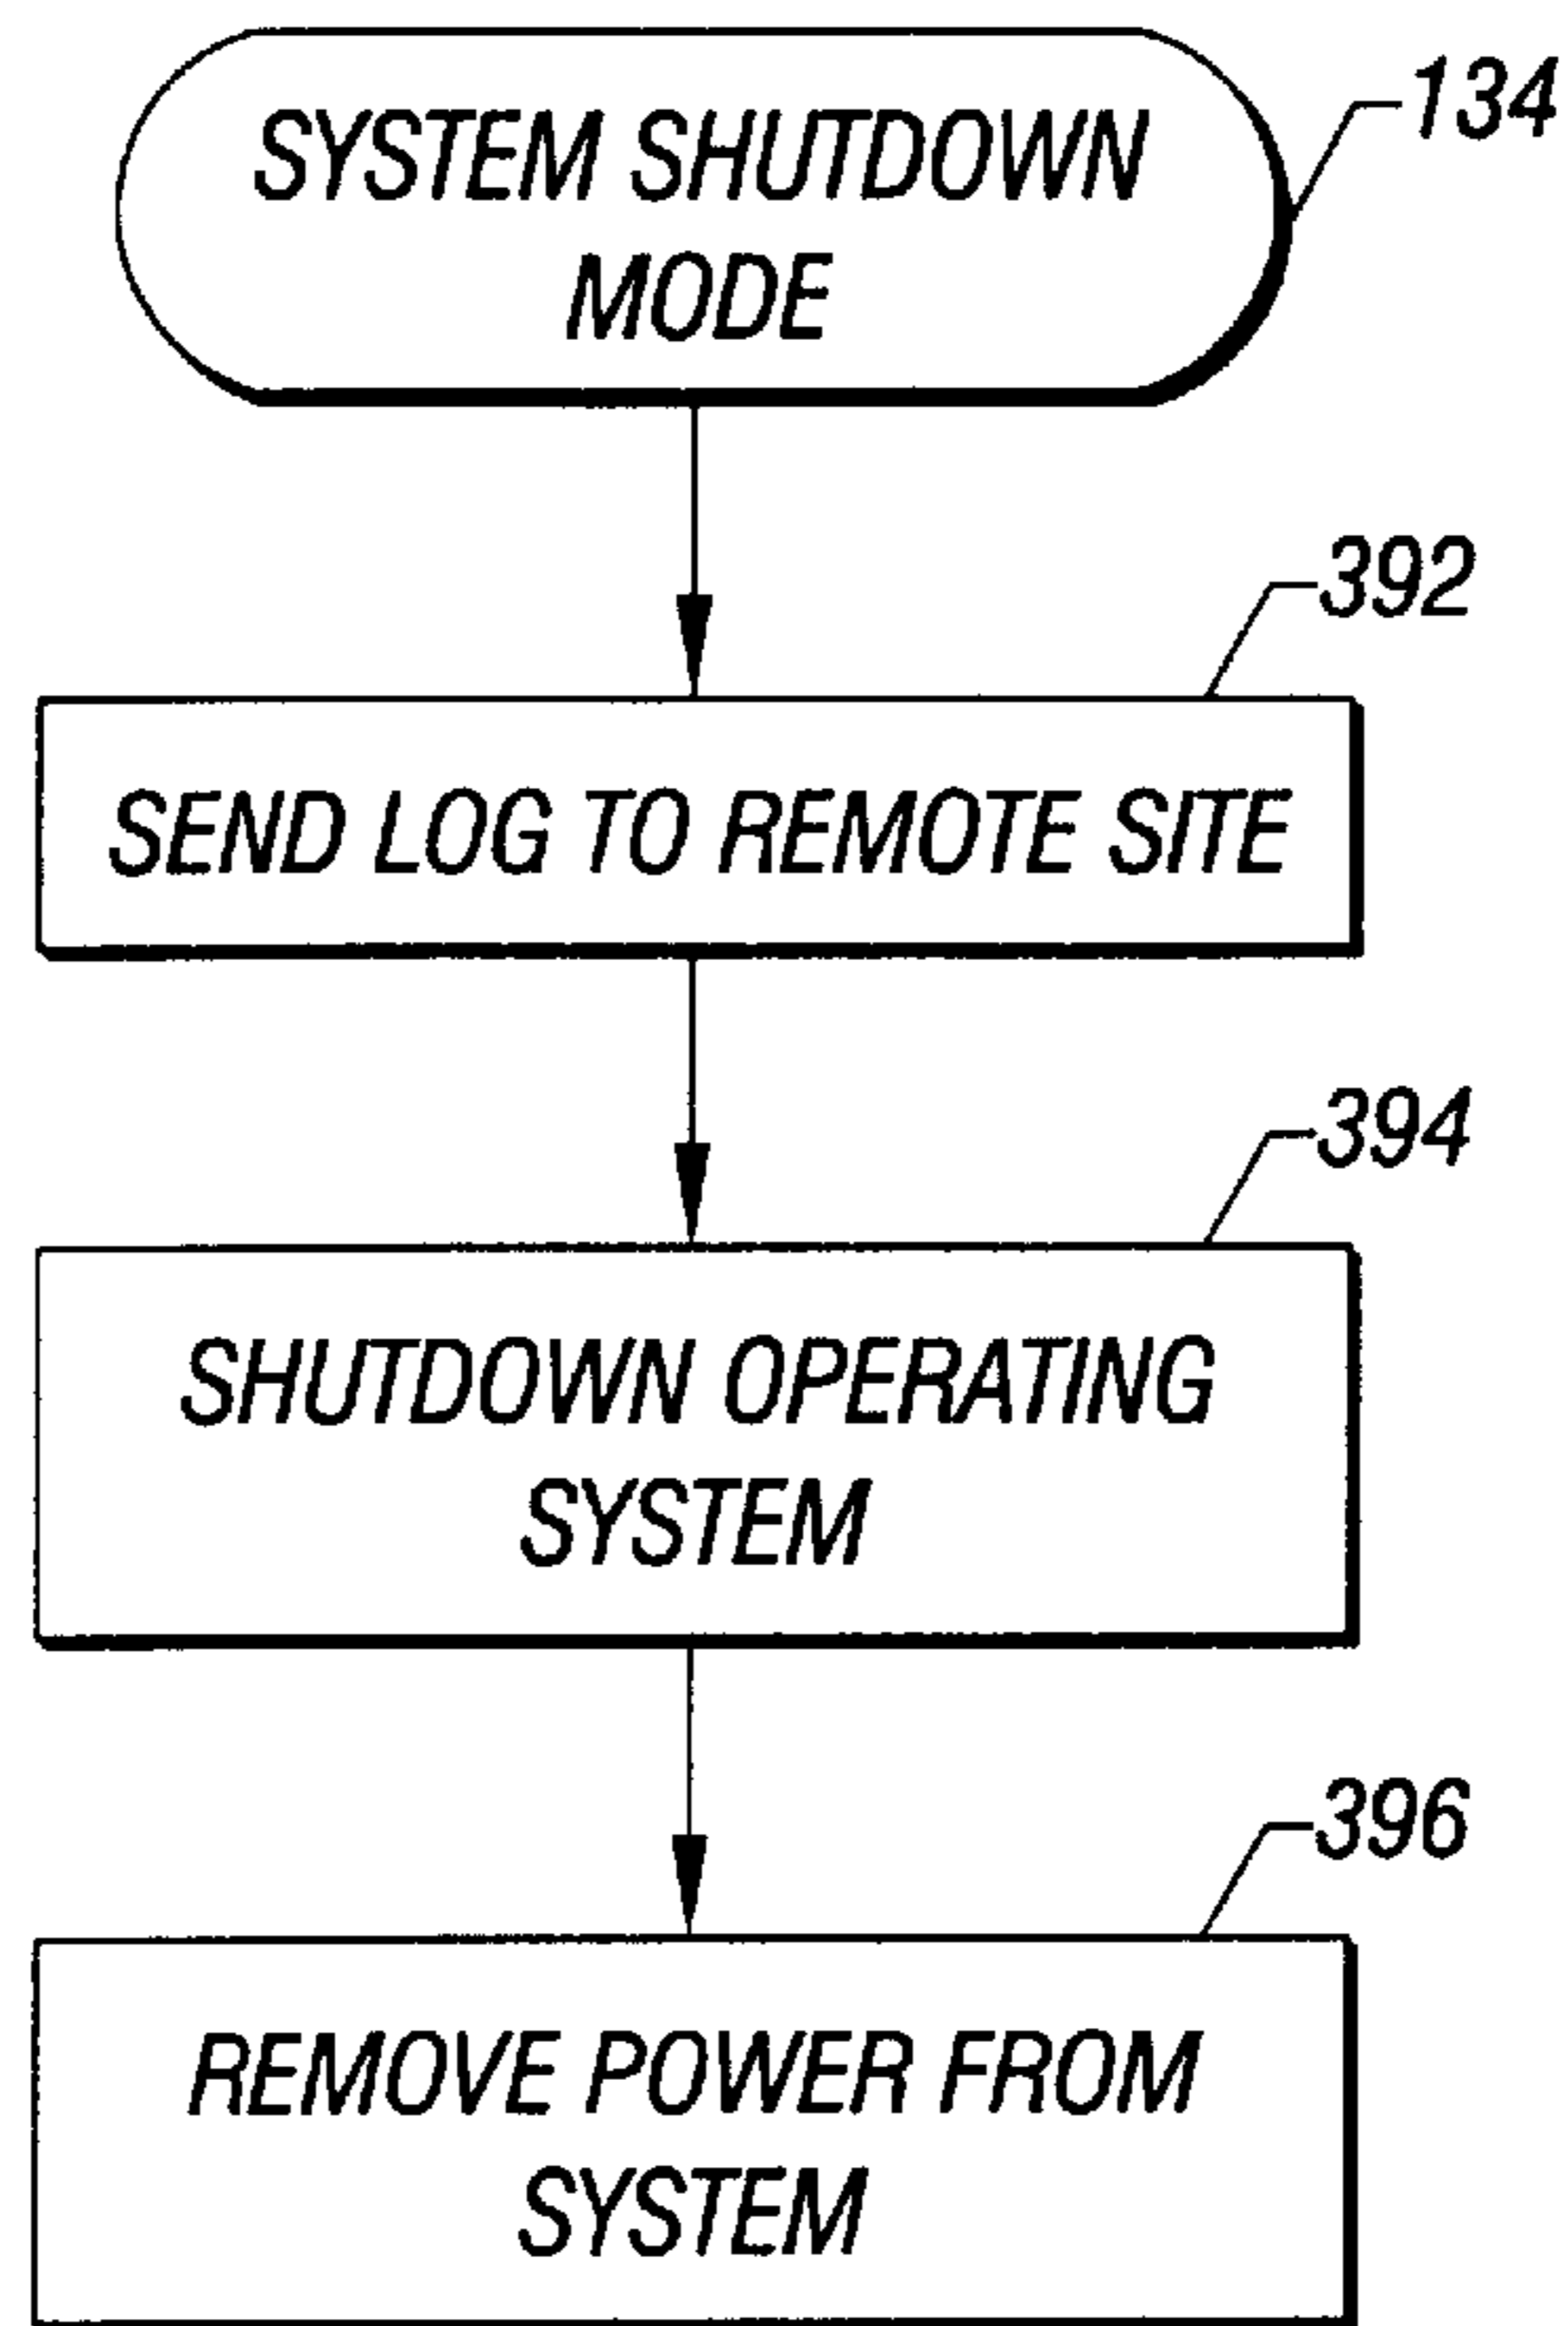 SYSTEM SHUTDOWN
MODE
134
392
SEND LOG TO REMOTE SITE
394
SHUTDOWN OPERATING
SYSTEM
396
REMOVE POWER FROM
SYSTEM